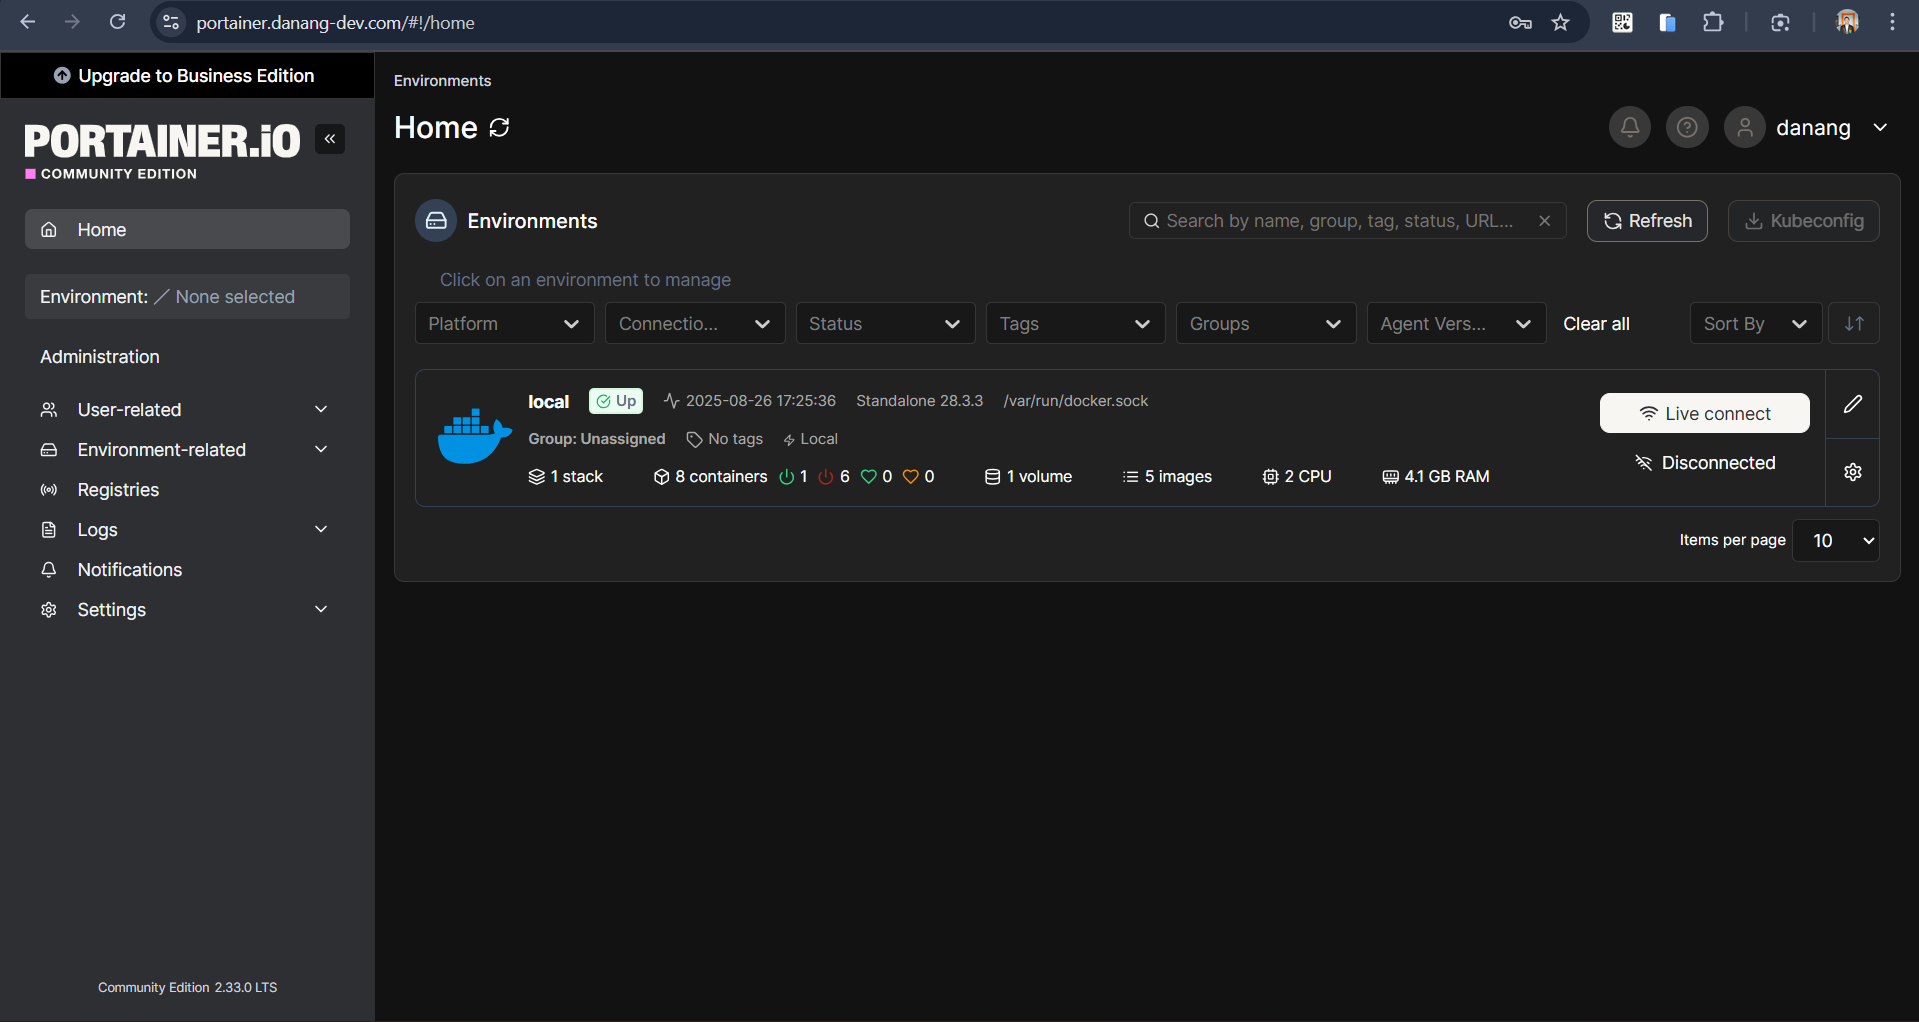 portainer.danang-dev.com/#!/home
Upgrade to Business Edition
PORTAINER.iO
COMMUNITY EDITION
Home
Environment: None selected
Administration
User-related
Environment-related
Registries
Logs
Notifications
Settings
Community Edition 2.33.0 LTS
Environments
Home
danang
Environments
Search by name, group, tag, status, URL...
Refresh
Kubeconfig
Click on an environment to manage
Platform
Connectio...
Status
Tags
Groups
Agent Vers...
Clear all
Sort By
local Up 2025-08-26 17:25:36 Standalone 28.3.3 /var/run/docker.sock
Group: Unassigned No tags Local
1 stack 8 containers 1 6 0 0 1 volume 5 images 2 CPU 4.1 GB RAM
Live connect
Disconnected
Items per page 10